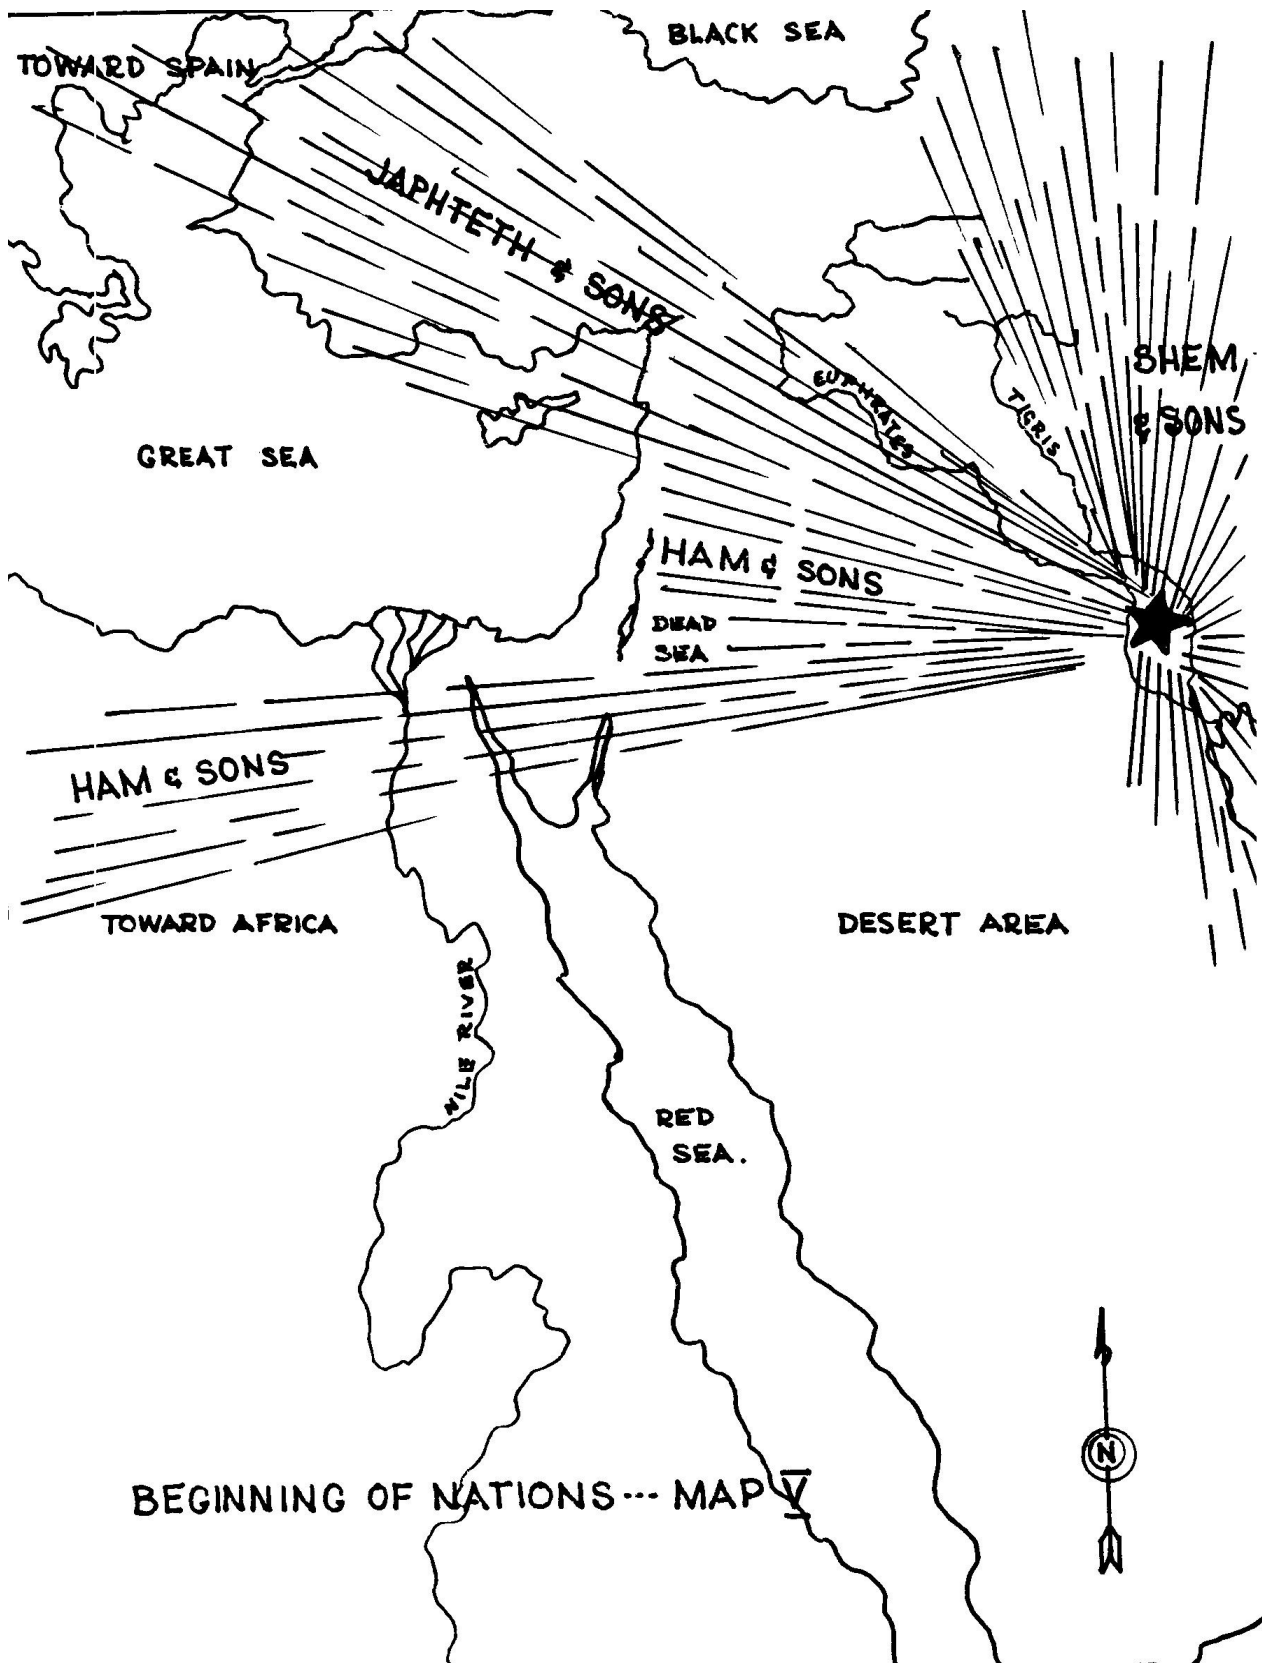 BLACK SEA
TOWARD SPAIN
JAPHTETH & SONS
SHEM
& SONS
EUPHRATES
TIGRIS
GREAT SEA
HAM & SONS
DEAD
SEA
HAM & SONS
TOWARD AFRICA
DESERT AREA
NILE RIVER
RED
SEA.
N
BEGINNING OF NATIONS--- MAP V